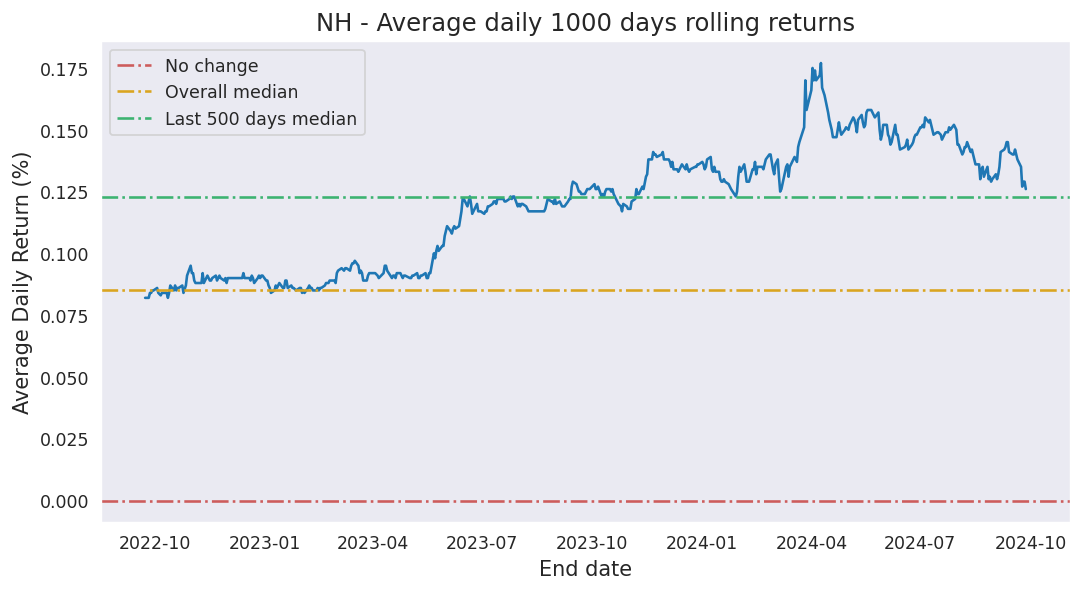 NH - Average daily 1000 days rolling returns
No change
Overall median
Last 500 days median
Average Daily Return (%)
0.175
0.150
0.125
0.100
0.075
0.050
0.025
0.000
2022-10 2023-01 2023-04 2023-07 2023-10 2024-01 2024-04 2024-07 2024-10
End date